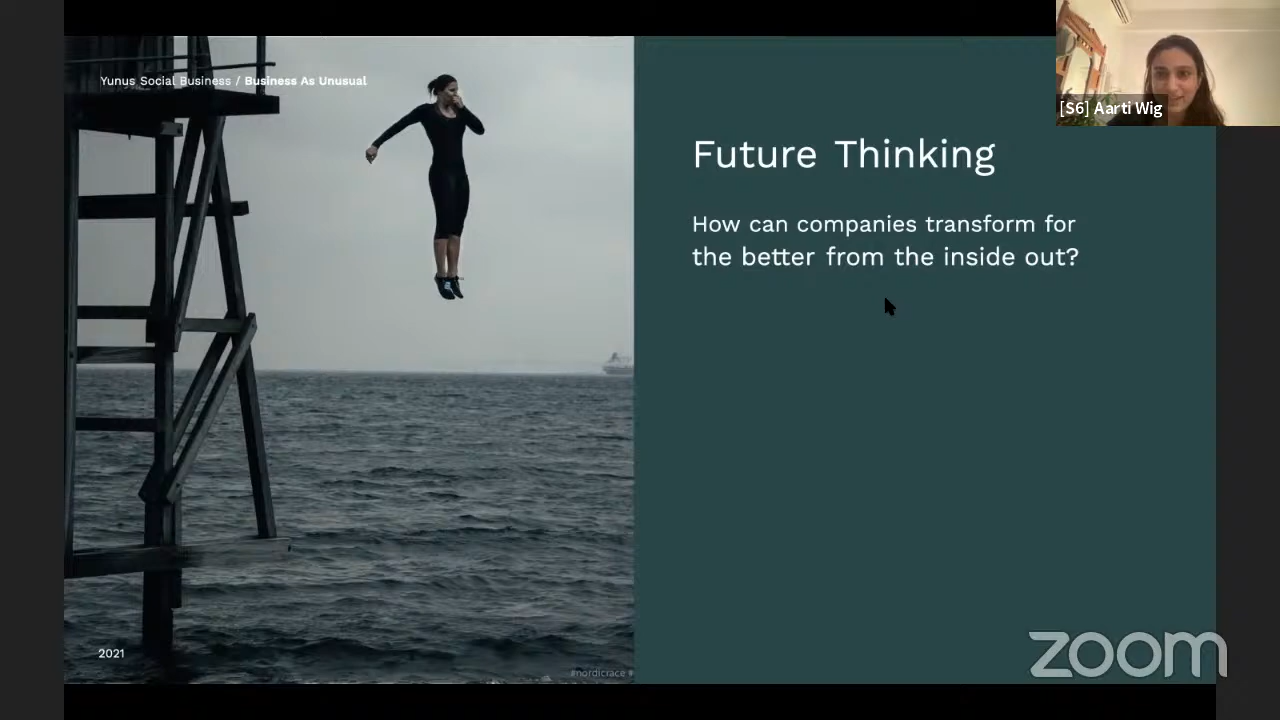 Yunus Social Business / Business As Unusual
[S6] Aarti Wig
Future Thinking
How can companies transform for
the better from the inside out?
2021
#nordicrace #
zoom